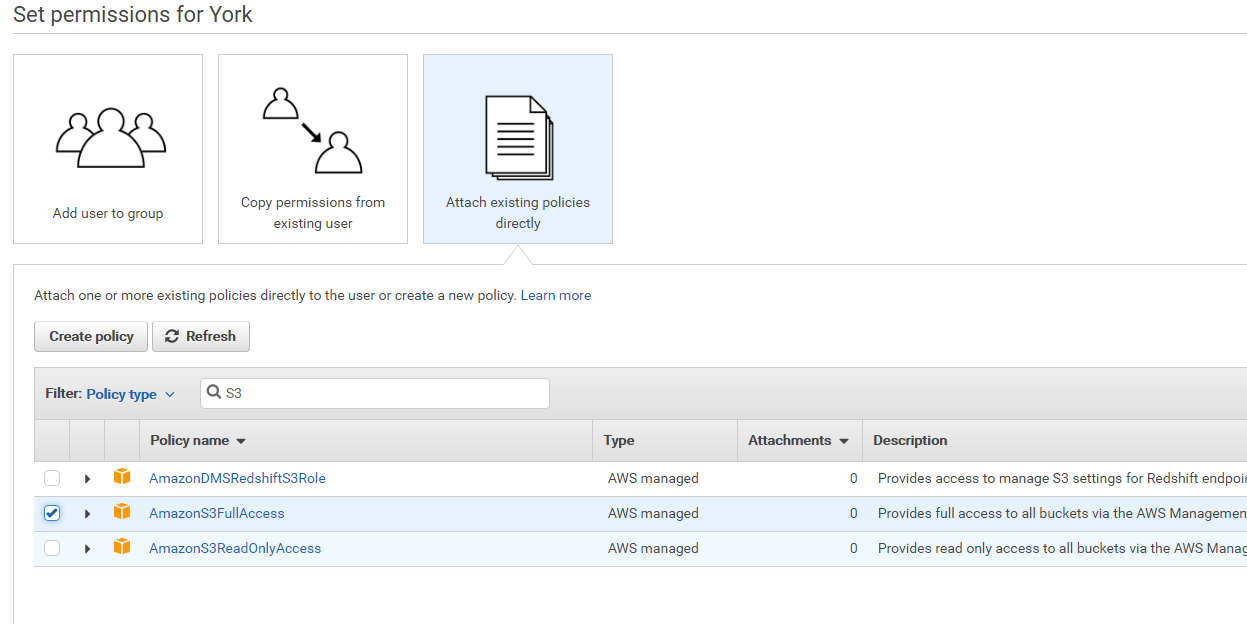 Set permissions for York
Add user to group
Copy permissions from
existing user
Attach existing policies
directly
Attach one or more existing policies directly to the user or create a new policy. Learn more
Create policy
Refresh
Filter: Policy type
S3
Policy name
Type
Attachments
Description
AmazonDMSRedshiftS3Role AWS managed 0 Provides access to manage S3 settings for Redshift
AmazonS3FullAccess AWS managed 0 Provides full access to all buckets via the AWS
AmazonS3ReadOnlyAccess AWS managed 0 Provides read only access to all buckets via the AWS